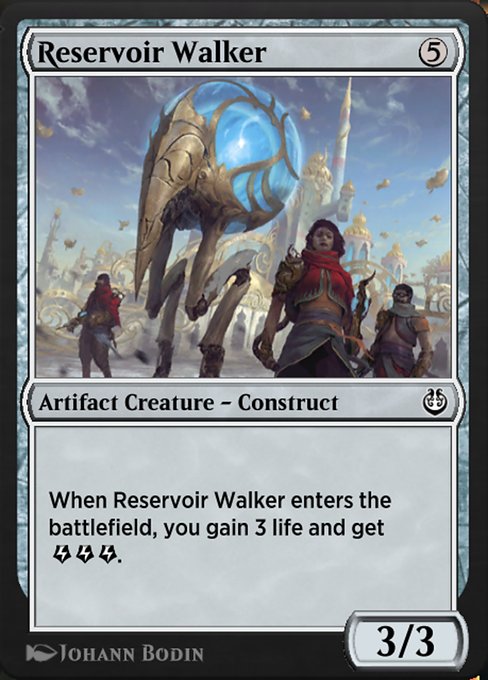 Reservoir Walker 5
Artifact Creature – Construct
When Reservoir Walker enters the
battlefield, you gain 3 life and get
.
3/3
Johann Bodin